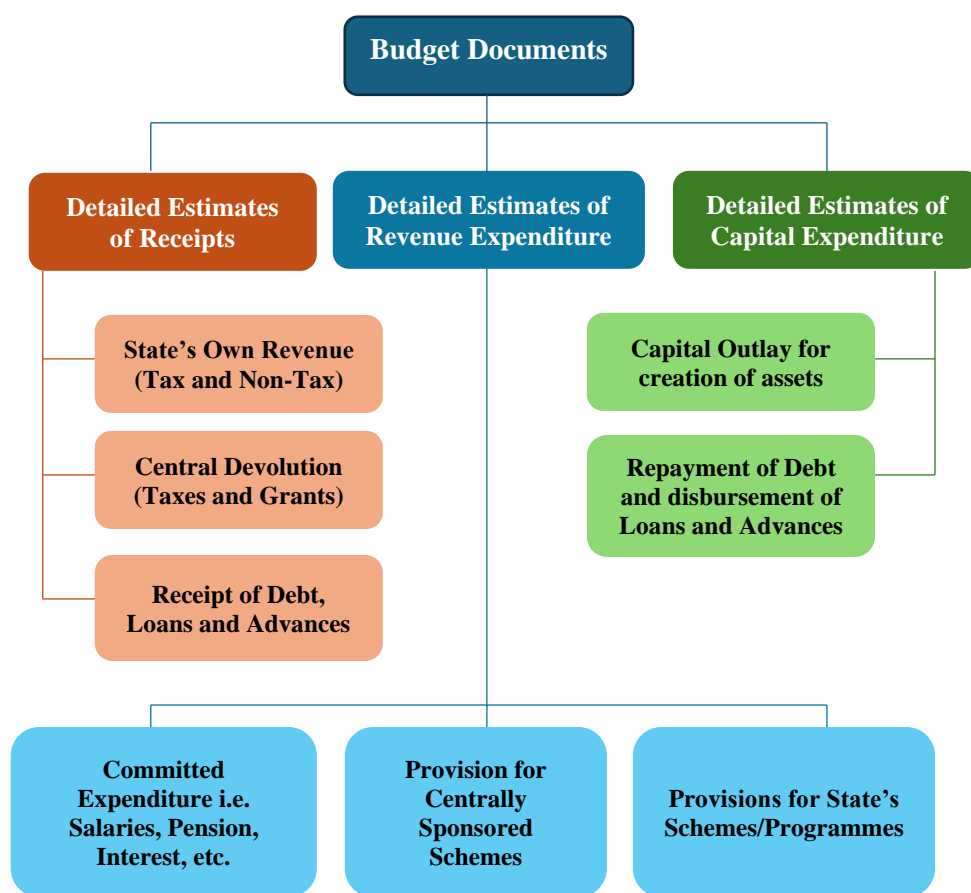 Budget Documents
Detailed Estimates
of Receipts
Detailed Estimates of
Revenue Expenditure
Detailed Estimates of
Capital Expenditure
State’s Own Revenue
(Tax and Non-Tax)
Central Devolution
(Taxes and Grants)
Receipt of Debt,
Loans and Advances
Capital Outlay for
creation of assets
Repayment of Debt
and disbursement of
Loans and Advances
Committed
Expenditure i.e.
Salaries, Pension,
Interest, etc.
Provision for
Centrally
Sponsored
Schemes
Provisions for State’s
Schemes/Programmes